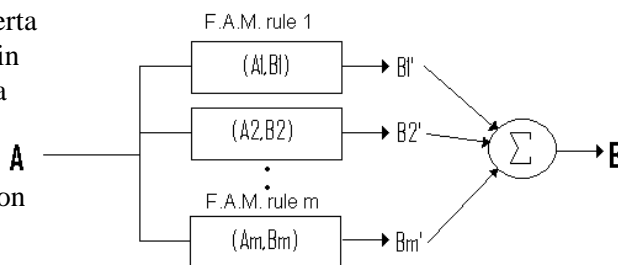 erta
in
a
on
F.A.M. rule 1
(A1,B1)
B1'
(A2,B2)
B2'
A
Σ
B
:
F.A.M. rule m
(Am,Bm)
Bm'